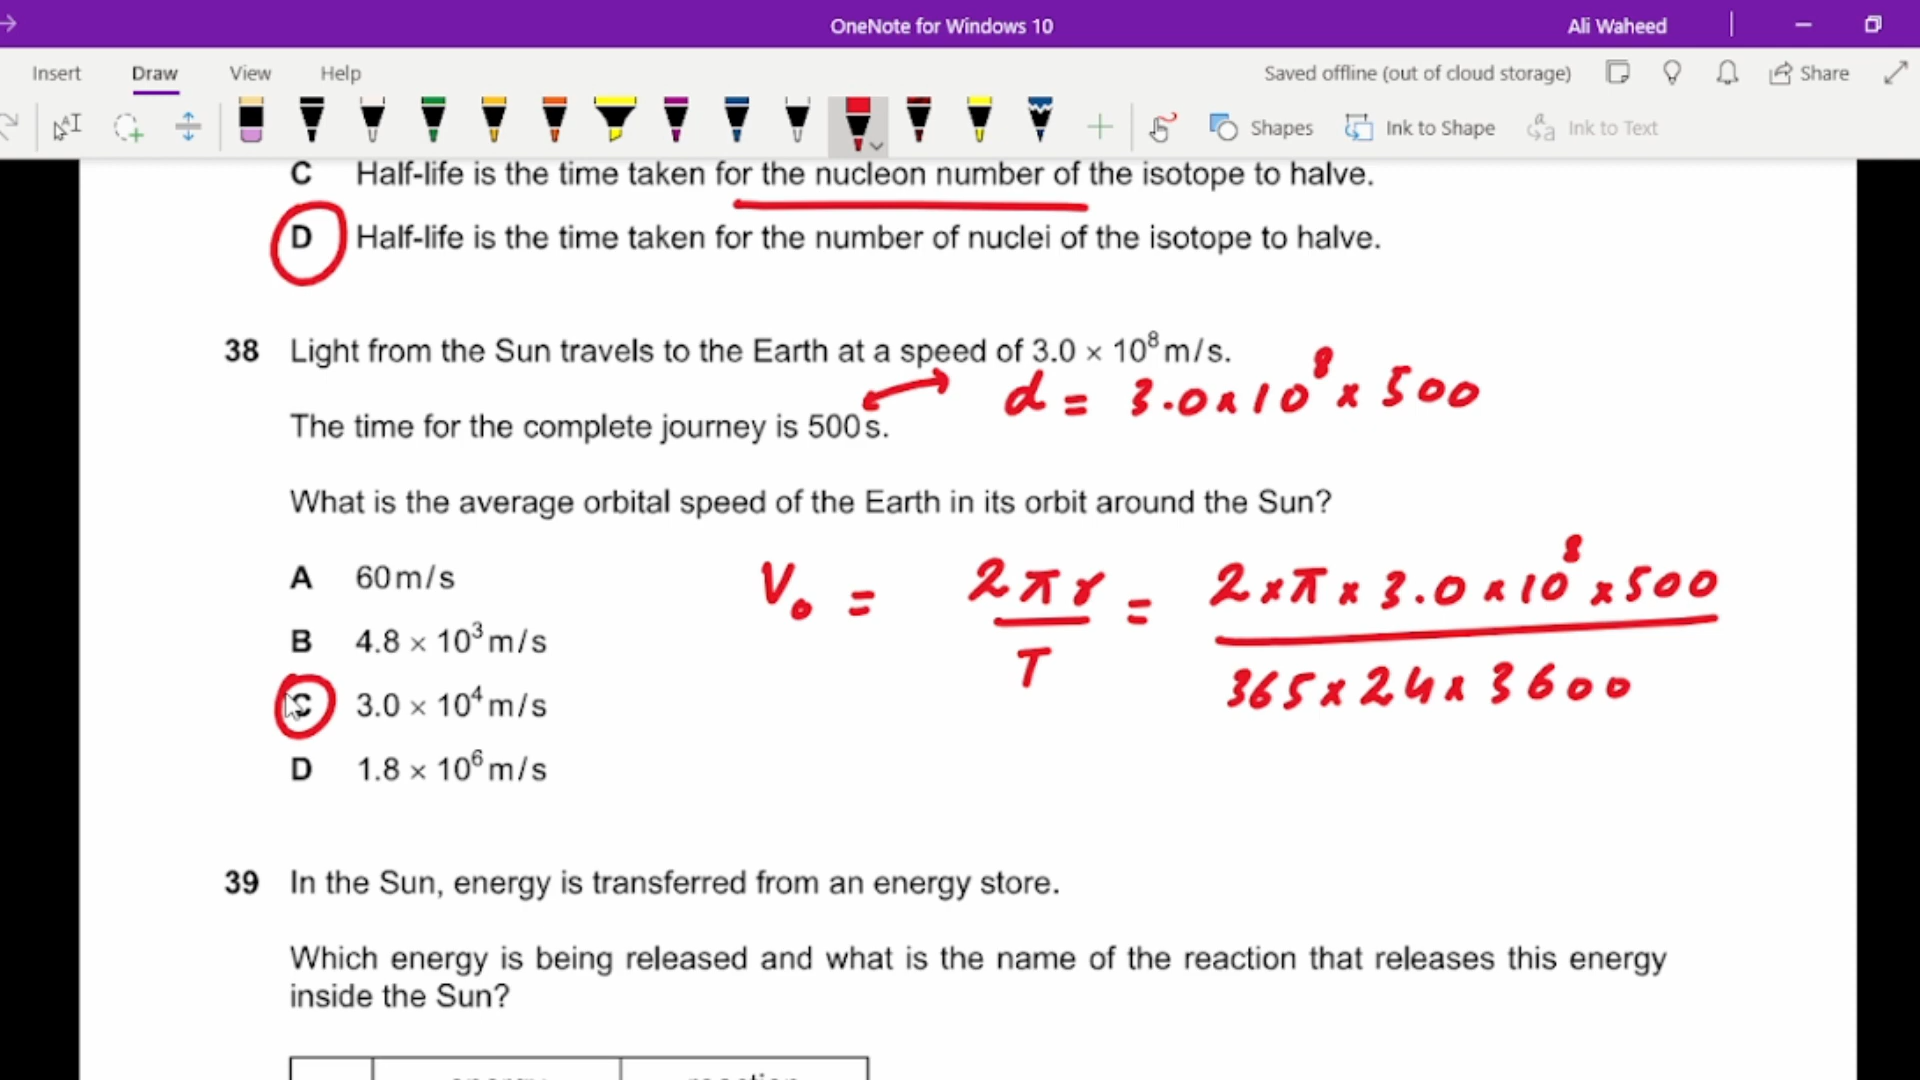 OneNote for Windows 10
Ali Waheed
Insert
Draw
View
Help
Saved offline (out of cloud storage)
Share
Shapes
Ink to Shape
Ink to Text
C Half-life is the time taken for the nucleon number of the isotope to halve.
D Half-life is the time taken for the number of nuclei of the isotope to halve.
38 Light from the Sun travels to the Earth at a speed of 3.0 × 10⁸ m/s.
d = 3.0 × 10⁸ × 500
The time for the complete journey is 500 s.
What is the average orbital speed of the Earth in its orbit around the Sun?
A 60 m/s
B 4.8 × 10³ m/s
C 3.0 × 10⁴ m/s
D 1.8 × 10⁶ m/s
V₀ = 2πr / T = 2 × π × 3.0 × 10⁸ × 500 / 365 × 24 × 3600
39 In the Sun, energy is transferred from an energy store.
Which energy is being released and what is the name of the reaction that releases this energy
inside the Sun?
energy reaction